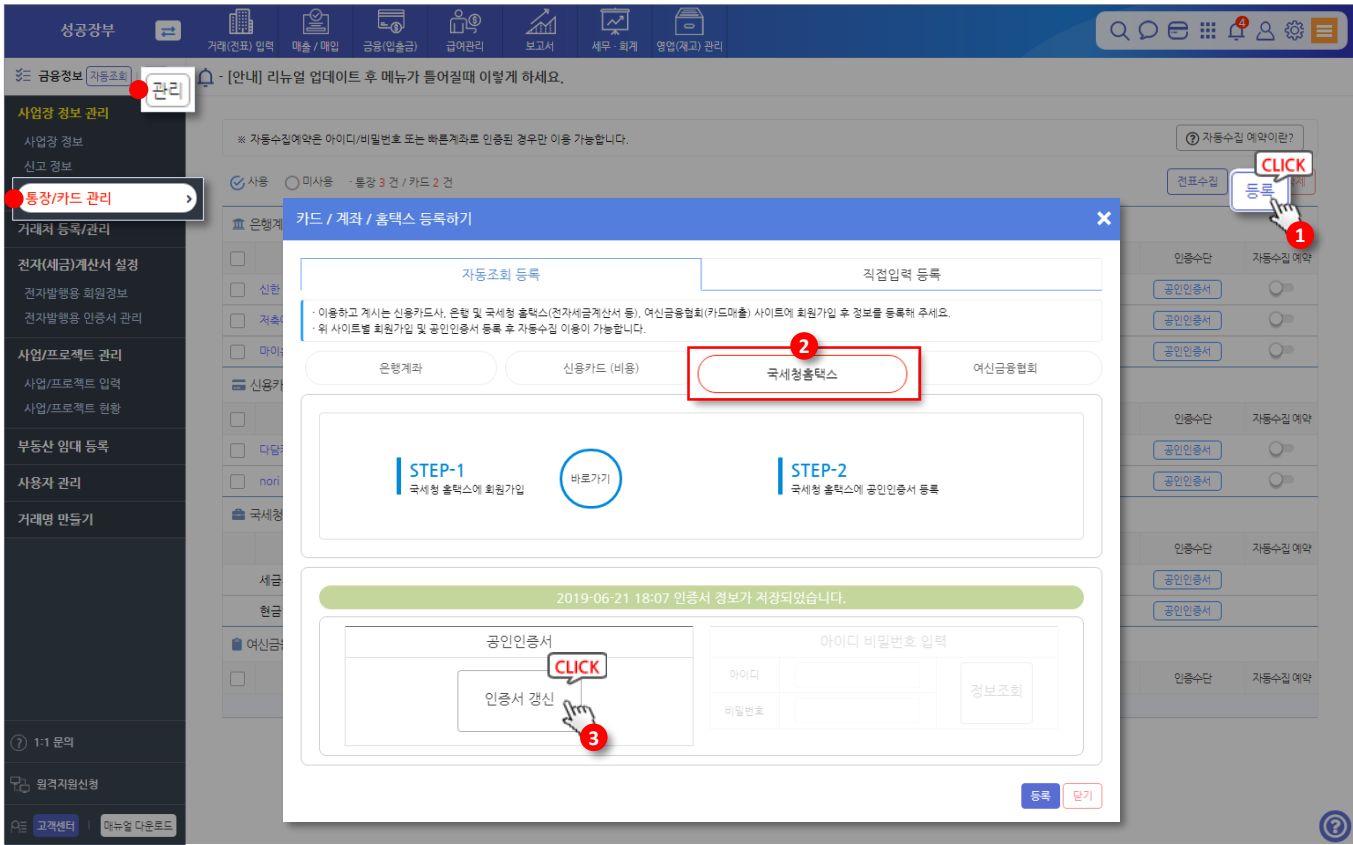 성공장부
거래(전표) 입력
매출 / 매입
금융(입출금)
급여관리
보고서
세무 · 회계
영업(재고) 관리
4
금융정보 자동조회
관리
- [안내] 리뉴얼 업데이트 후 메뉴가 틀어질때 이렇게 하세요.
사업장 정보 관리
사업장 정보
신고 정보
통장/카드 관리
거래처 등록/관리
전자(세금)계산서 설정
전자발행용 회원정보
전자발행용 인증서 관리
사업/프로젝트 관리
사업/프로젝트 입력
사업/프로젝트 현황
부동산 임대 등록
사용자 관리
거래명 만들기
? 1:1 문의
원격지원신청
고객센터 | 매뉴얼 다운로드
※ 자동수집예약은 아이디/비밀번호 또는 빠른계좌로 인증된 경우만 이용 가능합니다.
? 자동수집 예약이란?
사용 미사용 · 통장 3 건 / 카드 2 건
전표수집
등록
CLICK
1
은행계
인증수단 자동수집예약
신한 공인인증서
저축 공인인증서
마이 공인인증서
신용카
인증수단 자동수집예약
다담 공인인증서
nori 공인인증서
국세청
인증수단 자동수집예약
세금 공인인증서
현금 공인인증서
여신금융
인증수단 자동수집예약
카드 / 계좌 / 홈택스 등록하기
자동조회 등록
직접입력 등록
· 이용하고 계시는 신용카드사, 은행 및 국세청 홈택스(전자세금계산서 등), 여신금융협회(카드매출) 사이트에 회원가입 후 정보를 등록해 주세요.
· 위 사이트별 회원가입 및 공인인증서 등록 후 자동수집 이용이 가능합니다.
2
은행계좌
신용카드 (비용)
국세청홈택스
여신금융협회
STEP-1
국세청 홈택스에 회원가입
바로가기
STEP-2
국세청 홈택스에 공인인증서 등록
2019-06-21 18:07 인증서 정보가 저장되었습니다.
공인인증서
인증서 갱신
CLICK
3
아이디 비밀번호 입력
아이디
비밀번호
정보조회
등록
닫기
?